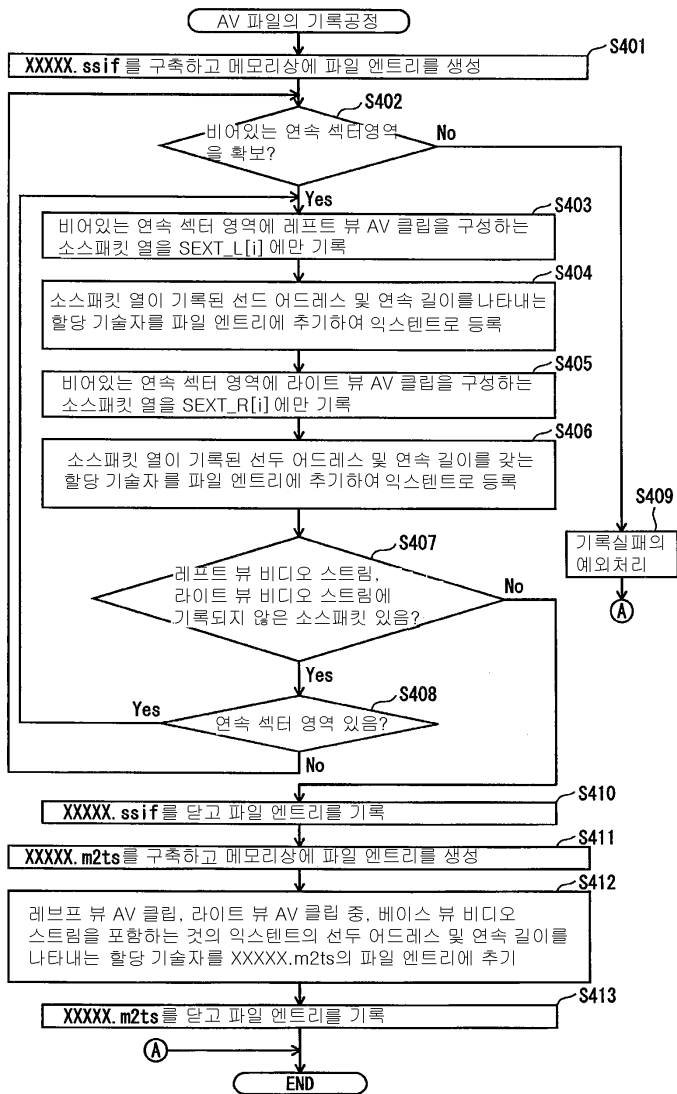 AV 파일의 기록공정
S401
XXXXX.ssif를 구축하고 메모리상에 파일 엔트리를 생성
S402
비어있는 연속 섹터영역
을 확보?
No
Yes
S403
비어있는 연속 섹터 영역에 레프트 뷰 AV 클립을 구성하는
소스패킷 열을 SEXT_L[i]에만 기록
S404
소스패킷 열이 기록된 선드 어드레스 및 연속 길이를 나타내는
할당 기술자를 파일 엔트리에 추기하여 익스텐트로 등록
S405
비어있는 연속 섹터 영역에 라이트 뷰 AV 클립을 구성하는
소스패킷 열을 SEXT_R[i]에만 기록
S406
소스패킷 열이 기록된 선두 어드레스 및 연속 길이를 갖는
할당 기술자를 파일 엔트리에 추기하여 익스텐트로 등록
S409
기록실패의
예외처리
A
S407
레프트 뷰 비디오 스트림,
라이트 뷰 비디오 스트림에
기록되지 않은 소스패킷 있음?
No
Yes
S408
Yes
연속 섹터 영역 있음?
No
S410
XXXXX.ssif를 닫고 파일 엔트리를 기록
S411
XXXXX.m2ts를 구축하고 메모리상에 파일 엔트리를 생성
S412
레브프 뷰 AV 클립, 라이트 뷰 AV 클립 중, 베이스 뷰 비디오
스트림을 포함하는 것의 익스텐트의 선두 어드레스 및 연속 길이를
나타내는 할당 기술자를 XXXXX.m2ts의 파일 엔트리에 추기
S413
XXXXX.m2ts를 닫고 파일 엔트리를 기록
A
END